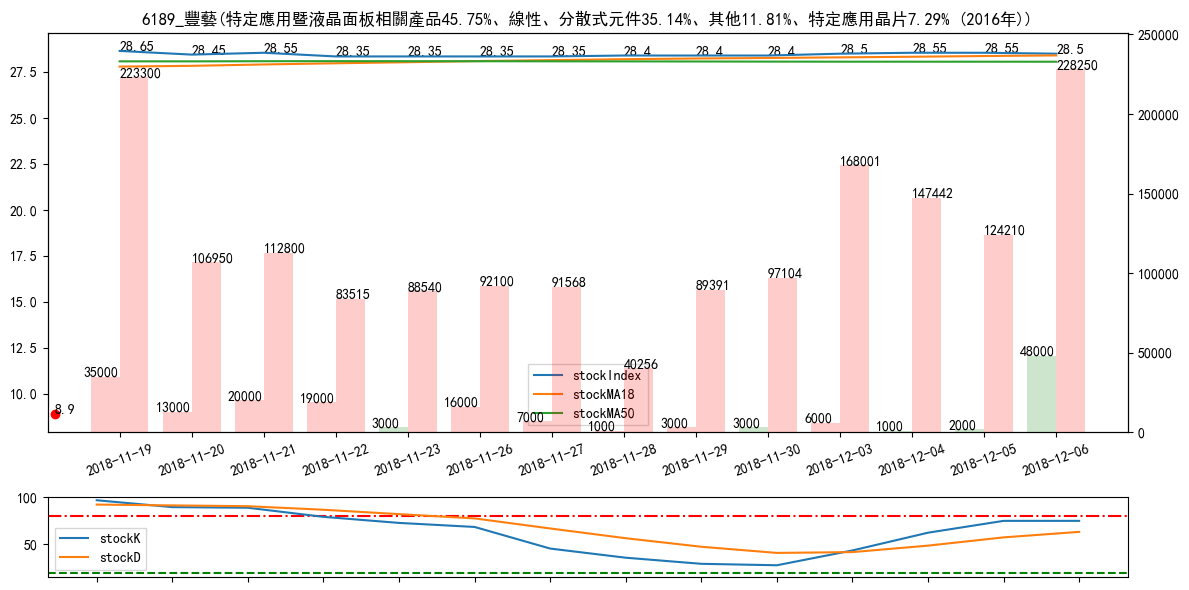 6189_豐藝(特定應用暨液晶面板相關產品45.75%、線性、分散式元件35.14%、其他11.81%、特定應用晶片7.29% (2016年))
28.65 28.45 28.55 28.35 28.35 28.35 28.35 28.4 28.4 28.4 28.5 28.55 28.55 28.5
223300 106950 112800 83515 88540 92100 91568 40256 89391 97104 168001 147442 124210 228250
35000 13000 20000 19000 3000 16000 7000 1000 3000 3000 6000 1000 2000 48000
8.9
27.5
25.0
22.5
20.0
17.5
15.0
12.5
10.0
250000
200000
150000
100000
50000
0
stockIndex
stockMA18
stockMA50
2018-11-19 2018-11-20 2018-11-21 2018-11-22 2018-11-23 2018-11-26 2018-11-27 2018-11-28 2018-11-29 2018-11-30 2018-12-03 2018-12-04 2018-12-05 2018-12-06
100
50
stockK
stockD